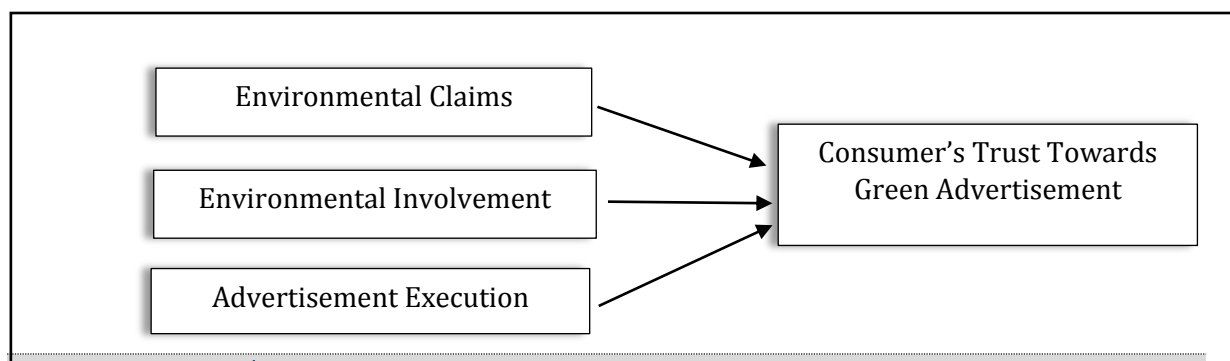 Environmental Claims
Environmental Involvement
Advertisement Execution
Consumer’s Trust Towards
Green Advertisement